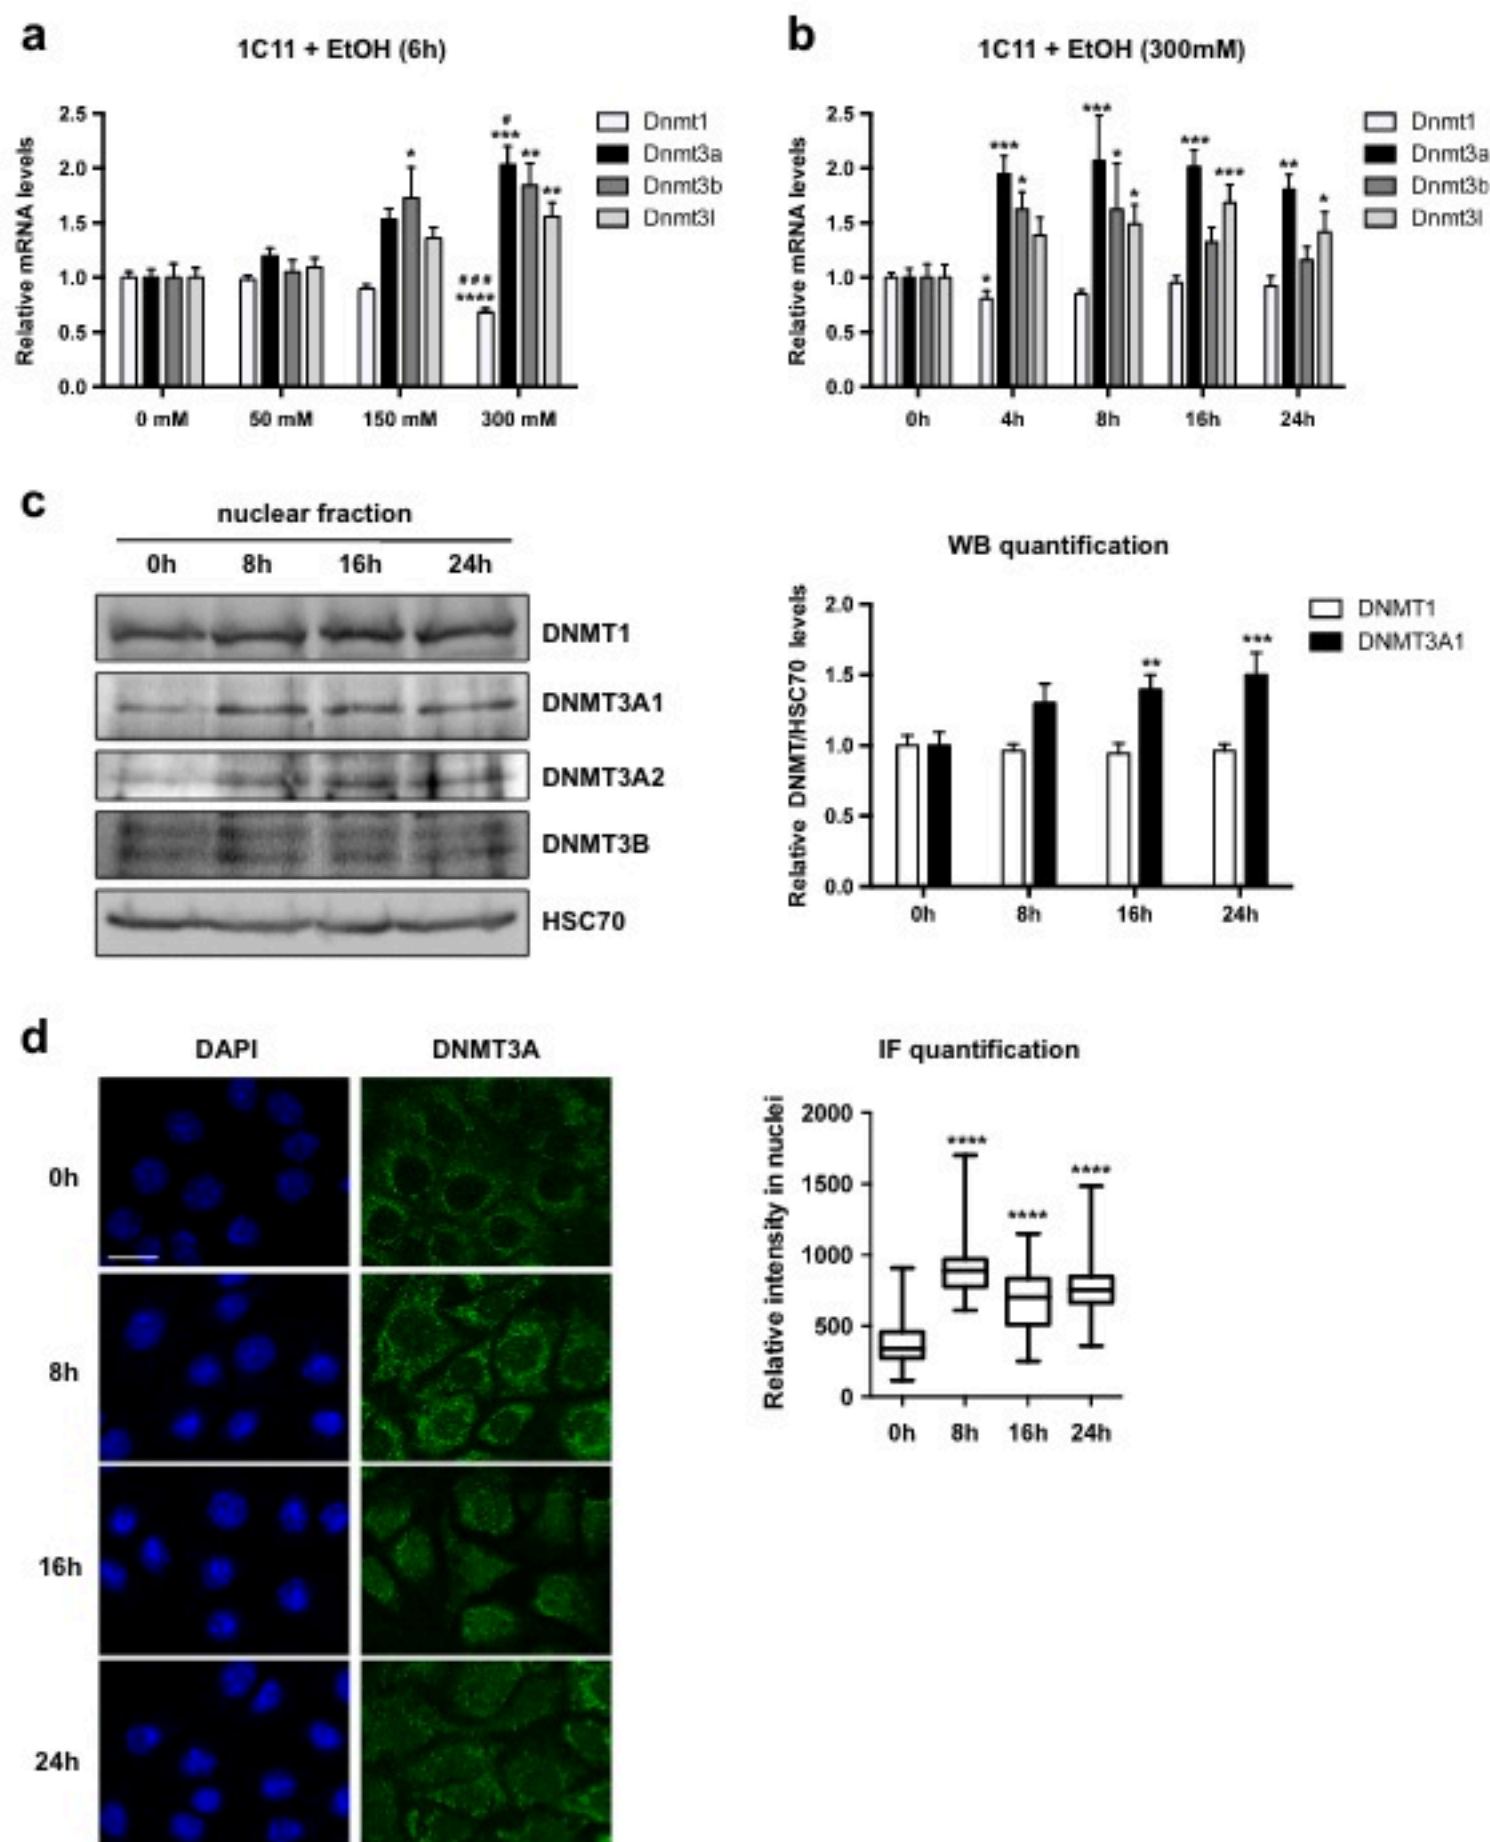 a
1C11 + EtOH (6h)
Relative mRNA levels
2.5
2.0
1.5
1.0
0.5
0.0
*
#
***
**
**
###
****
0 mM
50 mM
150 mM
300 mM
Dnmt1
Dnmt3a
Dnmt3b
Dnmt3l
b
1C11 + EtOH (300mM)
Relative mRNA levels
2.5
2.0
1.5
1.0
0.5
0.0
*
***
*
***
*
*
***
***
**
*
0h
4h
8h
16h
24h
Dnmt1
Dnmt3a
Dnmt3b
Dnmt3l
c
nuclear fraction
0h 8h 16h 24h
DNMT1
DNMT3A1
DNMT3A2
DNMT3B
HSC70
WB quantification
Relative DNMT/HSC70 levels
2.0
1.5
1.0
0.5
0.0
**
***
0h
8h
16h
24h
DNMT1
DNMT3A1
d
DAPI DNMT3A
0h
8h
16h
24h
IF quantification
Relative intensity in nuclei
2000
1500
1000
500
0
****
****
****
0h 8h 16h 24h